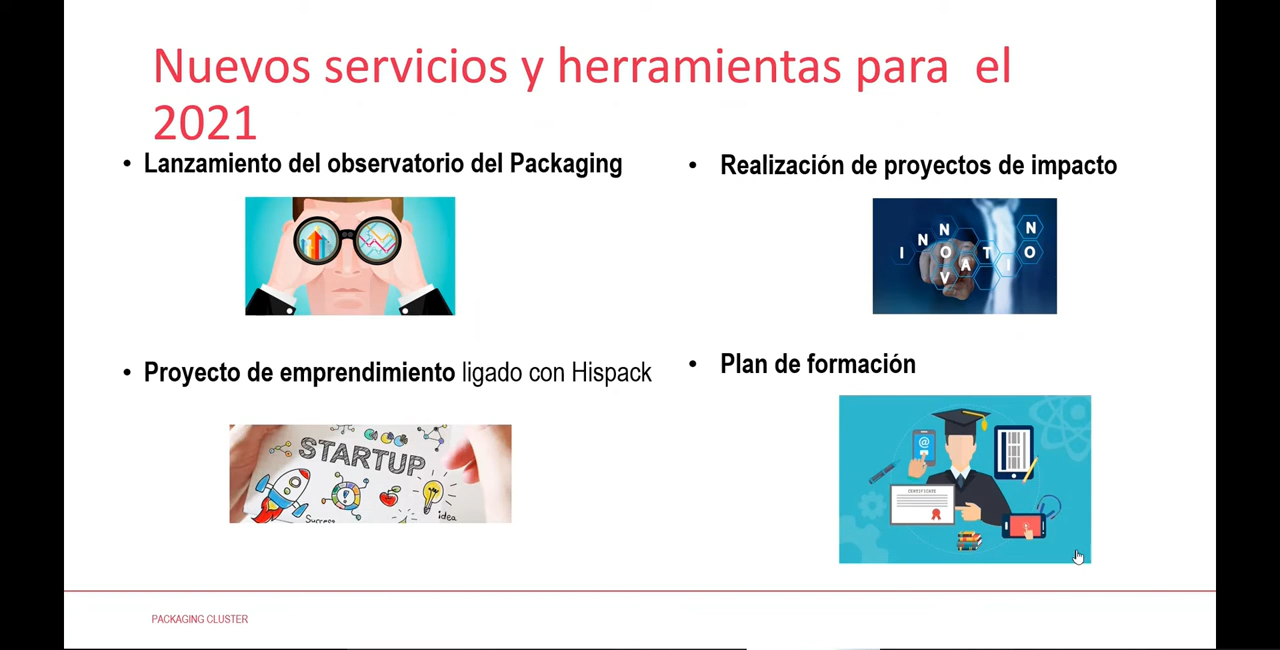 Nuevos servicios y herramientas para  el
2021
• Lanzamiento del observatorio del Packaging
• Realización de proyectos de impacto
I N N O V A T I O N
• Proyecto de emprendimiento ligado con Hispack
• Plan de formación
STARTUP
Success
idea
@
CERTIFICATE
PACKAGING CLUSTER